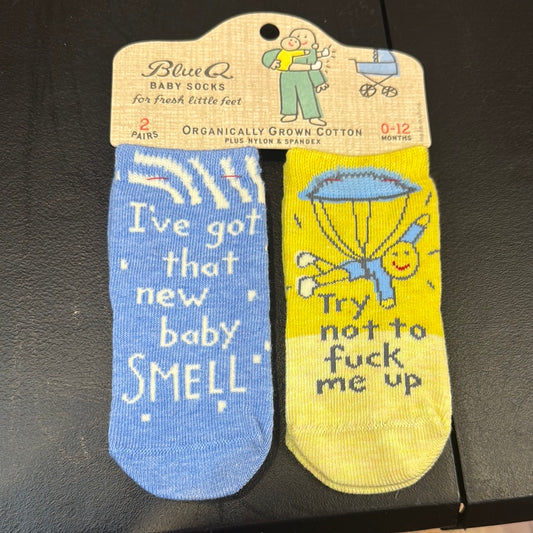 Blue Q
BABY SOCKS
for fresh little feet
2
PAIRS
ORGANICALLY GROWN COTTON
PLUS NYLON & SPANDEX
0-12
MONTHS
I've got
that
new
baby
SMELL
Try
not to
fuck
me up